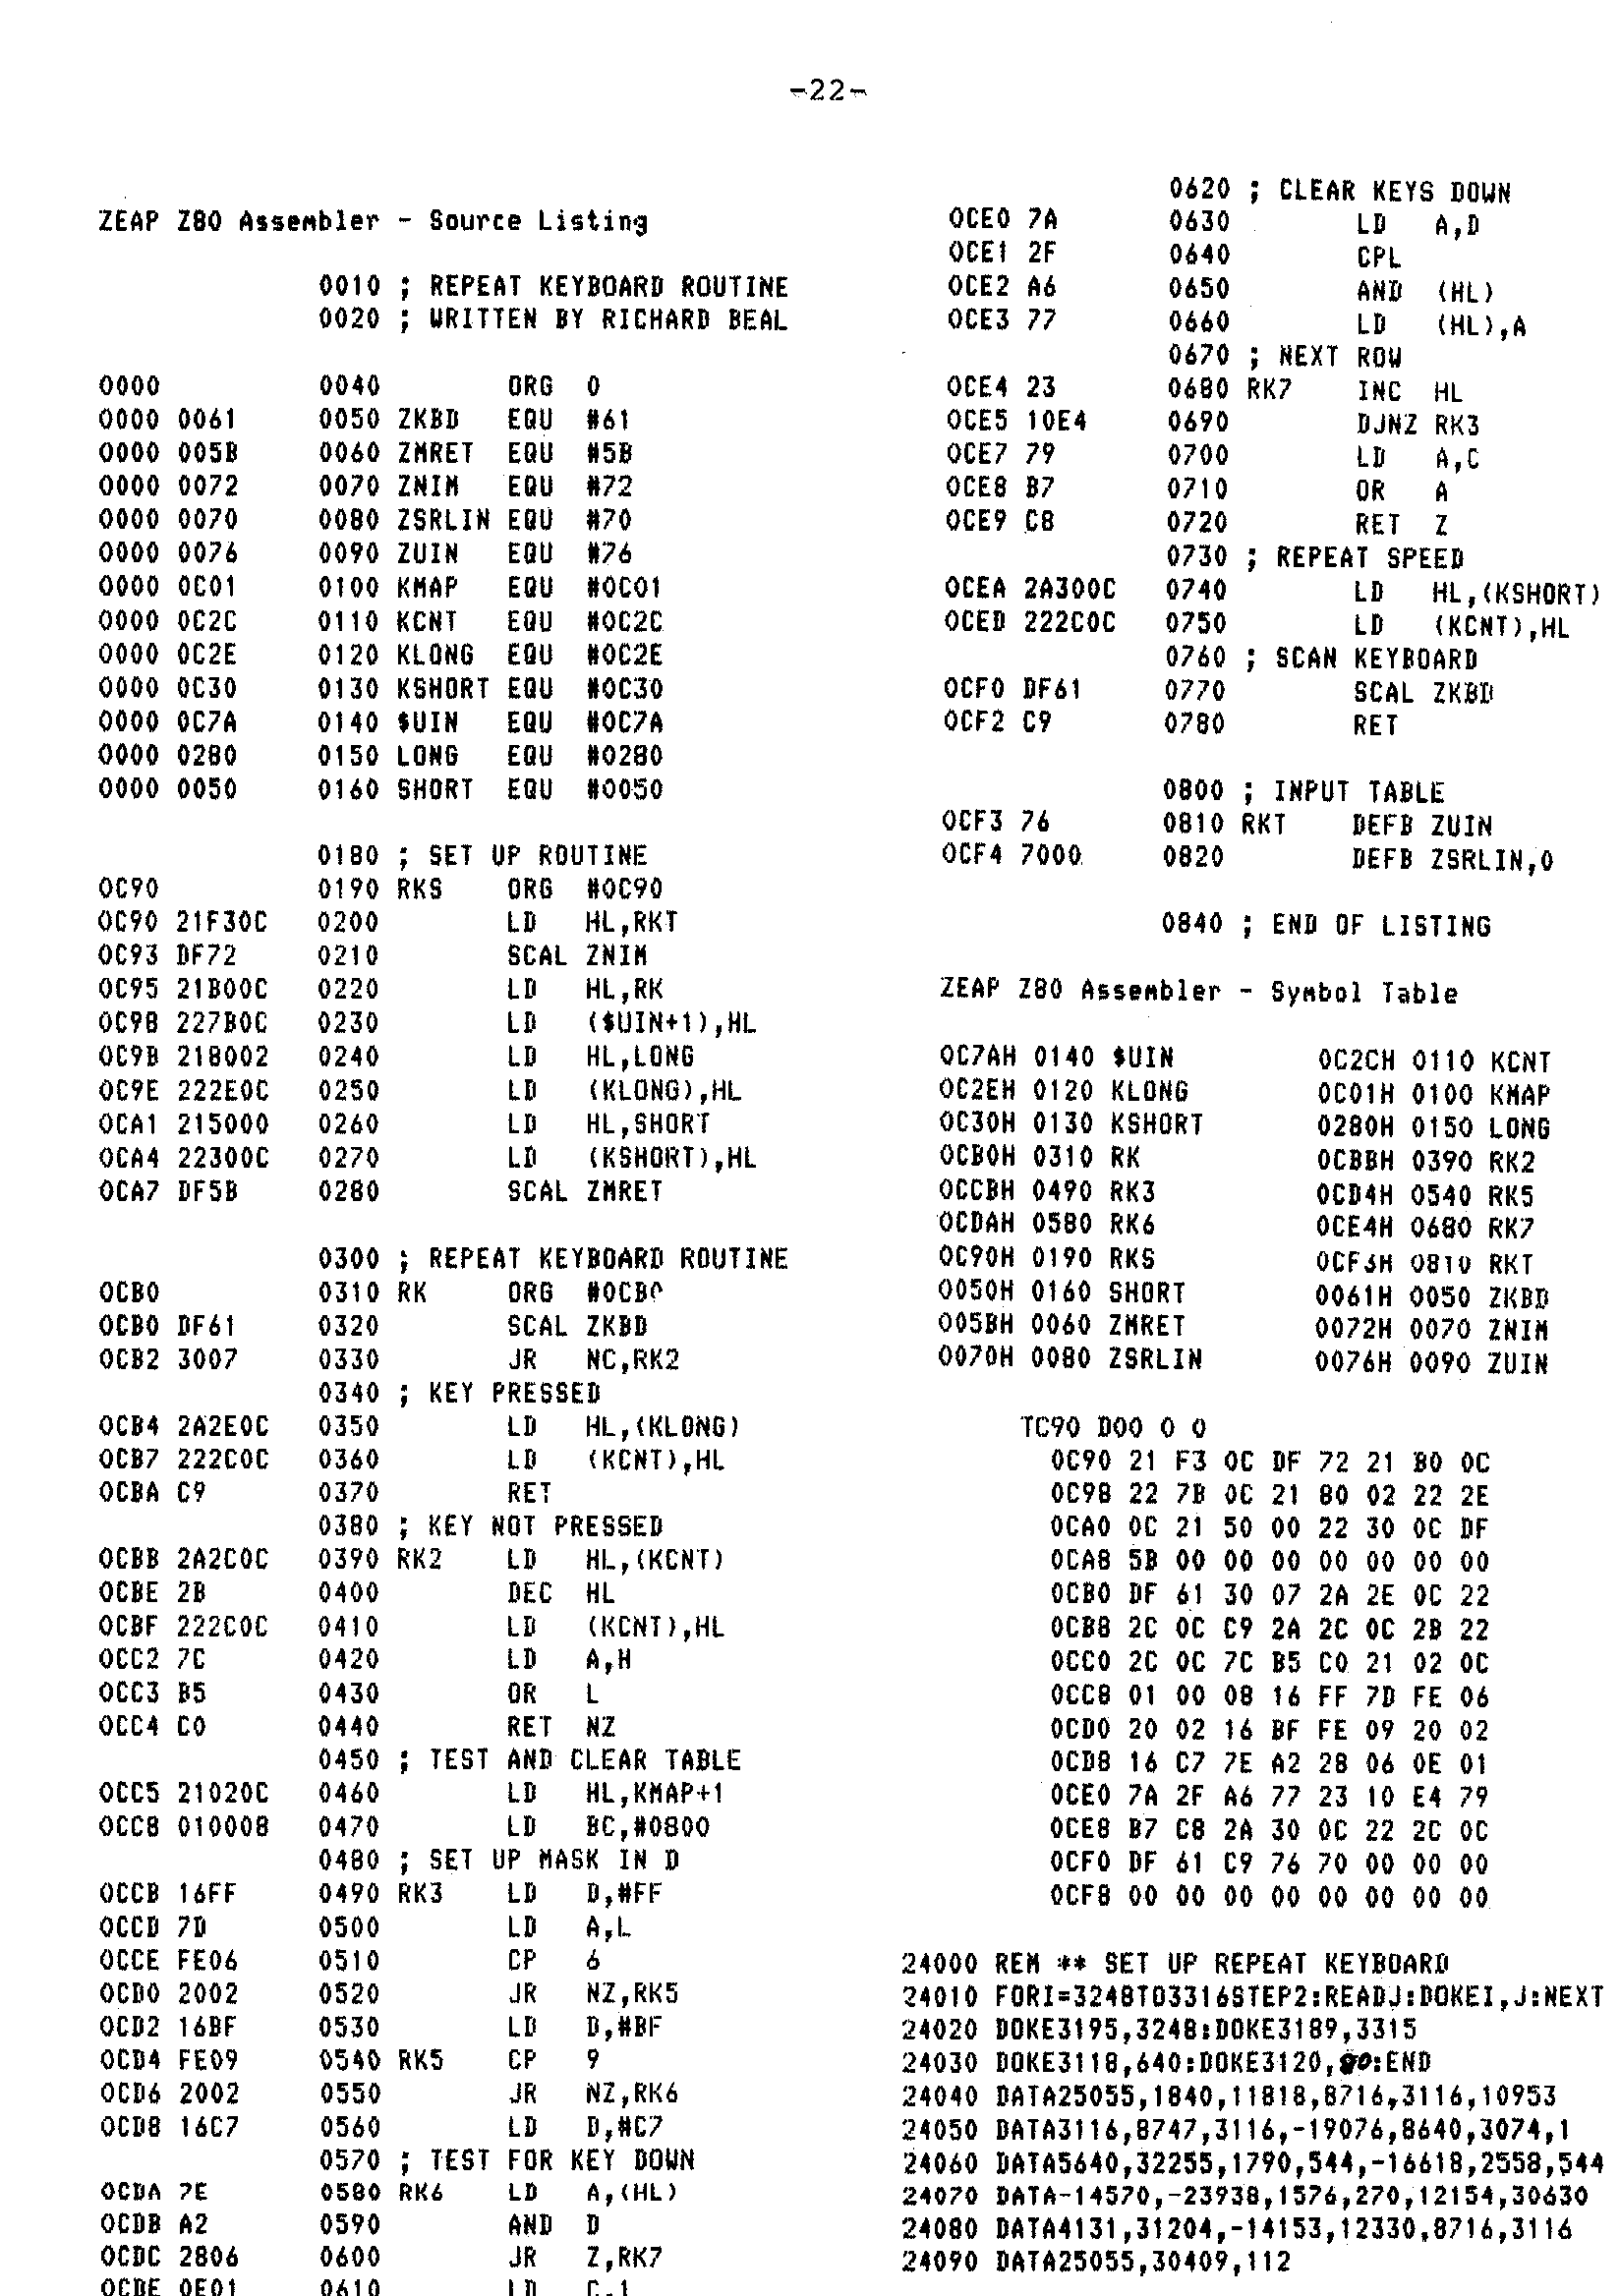 -22-
ZEAP Z80 Assembler - Source Listing
0010 ; REPEAT KEYBOARD ROUTINE
0020 ; WRITTEN BY RICHARD BEAL
0000 0040 ORG 0
0000 0061 0050 ZKBD EQU #61
0000 005B 0060 ZMRET EQU #5B
0000 0072 0070 ZNIM EQU #72
0000 0070 0080 ZSRLIN EQU #70
0000 0076 0090 ZUIN EQU #76
0000 0C01 0100 KMAP EQU #0C01
0000 0C2C 0110 KCNT EQU #0C2C
0000 0C2E 0120 KLONG EQU #0C2E
0000 0C30 0130 KSHORT EQU #0C30
0000 0C7A 0140 $UIN EQU #0C7A
0000 0280 0150 LONG EQU #0280
0000 0050 0160 SHORT EQU #0050
0180 ; SET UP ROUTINE
0C90 0190 RKS ORG #0C90
0C90 21F30C 0200 LD HL,RKT
0C93 DF72 0210 SCAL ZNIM
0C95 21B00C 0220 LD HL,RK
0C98 227B0C 0230 LD ($UIN+1),HL
0C9B 218002 0240 LD HL,LONG
0C9E 222E0C 0250 LD (KLONG),HL
0CA1 215000 0260 LD HL,SHORT
0CA4 22300C 0270 LD (KSHORT),HL
0CA7 DF5B 0280 SCAL ZMRET
0300 ; REPEAT KEYBOARD ROUTINE
0CB0 0310 RK ORG #0CB0
0CB0 DF61 0320 SCAL ZKBD
0CB2 3007 0330 JR NC,RK2
0340 ; KEY PRESSED
0CB4 2A2E0C 0350 LD HL,(KLONG)
0CB7 222C0C 0360 LD (KCNT),HL
0CBA C9 0370 RET
0380 ; KEY NOT PRESSED
0CBB 2A2C0C 0390 RK2 LD HL,(KCNT)
0CBE 2B 0400 DEC HL
0CBF 222C0C 0410 LD (KCNT),HL
0CC2 7C 0420 LD A,H
0CC3 B5 0430 OR L
0CC4 C0 0440 RET NZ
0450 ; TEST AND CLEAR TABLE
0CC5 21020C 0460 LD HL,KMAP+1
0CC8 010008 0470 LD BC,#0800
0480 ; SET UP MASK IN D
0CCB 16FF 0490 RK3 LD D,#FF
0CCD 7D 0500 LD A,L
0CCE FE06 0510 CP 6
0CD0 2002 0520 JR NZ,RK5
0CD2 16BF 0530 LD D,#BF
0CD4 FE09 0540 RK5 CP 9
0CD6 2002 0550 JR NZ,RK6
0CD8 16C7 0560 LD D,#C7
0570 ; TEST FOR KEY DOWN
0CDA 7E 0580 RK6 LD A,(HL)
0CDB A2 0590 AND D
0CDC 2806 0600 JR Z,RK7
0CDE 0E01 0610 LD C,1
0620 ; CLEAR KEYS DOWN
0CE0 7A 0630 LD A,D
0CE1 2F 0640 CPL
0CE2 A6 0650 AND (HL)
0CE3 77 0660 LD (HL),A
0670 ; NEXT ROW
0CE4 23 0680 RK7 INC HL
0CE5 10E4 0690 DJNZ RK3
0CE7 79 0700 LD A,C
0CE8 B7 0710 OR A
0CE9 C8 0720 RET Z
0730 ; REPEAT SPEED
0CEA 2A300C 0740 LD HL,(KSHORT)
0CED 222C0C 0750 LD (KCNT),HL
0760 ; SCAN KEYBOARD
0CF0 DF61 0770 SCAL ZKBD
0CF2 C9 0780 RET
0800 ; INPUT TABLE
0CF3 76 0810 RKT DEFB ZUIN
0CF4 7000 0820 DEFB ZSRLIN,0
0840 ; END OF LISTING
ZEAP Z80 Assembler - Symbol Table
0C7AH 0140 $UIN 0C2CH 0110 KCNT
0C2EH 0120 KLONG 0C01H 0100 KMAP
0C30H 0130 KSHORT 0280H 0150 LONG
0CB0H 0310 RK 0CBBH 0390 RK2
0CCBH 0490 RK3 0CD4H 0540 RK5
0CDAH 0580 RK6 0CE4H 0680 RK7
0C90H 0190 RKS 0CF3H 0810 RKT
0050H 0160 SHORT 0061H 0050 ZKBD
005BH 0060 ZMRET 0072H 0070 ZNIM
0070H 0080 ZSRLIN 0076H 0090 ZUIN
TC90 D00 0 0
0C90 21 F3 0C DF 72 21 B0 0C
0C98 22 7B 0C 21 80 02 22 2E
0CA0 0C 21 50 00 22 30 0C DF
0CA8 5B 00 00 00 00 00 00 00
0CB0 DF 61 30 07 2A 2E 0C 22
0CB8 2C 0C C9 2A 2C 0C 2B 22
0CC0 2C 0C 7C B5 C0 21 02 0C
0CC8 01 00 08 16 FF 7D FE 06
0CD0 20 02 16 BF FE 09 20 02
0CD8 16 C7 7E A2 28 06 0E 01
0CE0 7A 2F A6 77 23 10 E4 79
0CE8 B7 C8 2A 30 0C 22 2C 0C
0CF0 DF 61 C9 76 70 00 00 00
0CF8 00 00 00 00 00 00 00 00
24000 REM ** SET UP REPEAT KEYBOARD
24010 FORI=3248TO3316STEP2:READJ:DOKEI,J:NEXT
24020 DOKE3195,3248:DOKE3189,3315
24030 DOKE3118,640:DOKE3120,80:END
24040 DATA25055,1840,11818,8716,3116,10953
24050 DATA3116,8747,3116,-19076,8640,3074,1
24060 DATA5640,32255,1790,544,-16618,2558,544
24070 DATA-14570,-23938,1576,270,12154,30630
24080 DATA4131,31204,-14153,12330,8716,3116
24090 DATA25055,30409,112